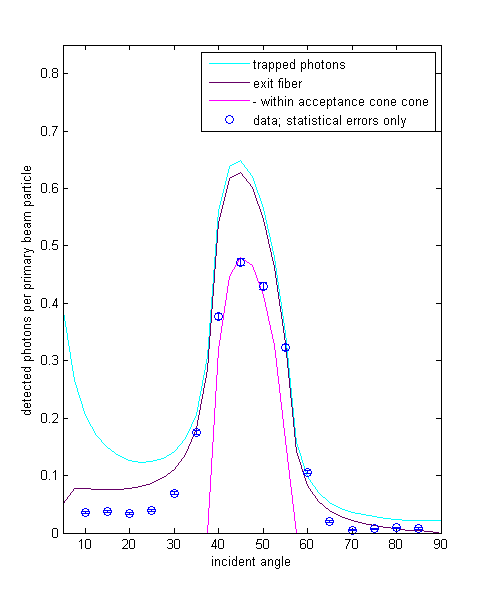 trapped photons
exit fiber
- within acceptance cone cone
data; statistical errors only
detected photons per primary beam particle
0.8
0.7
0.6
0.5
0.4
0.3
0.2
0.1
0
10 20 30 40 50 60 70 80 90
incident angle